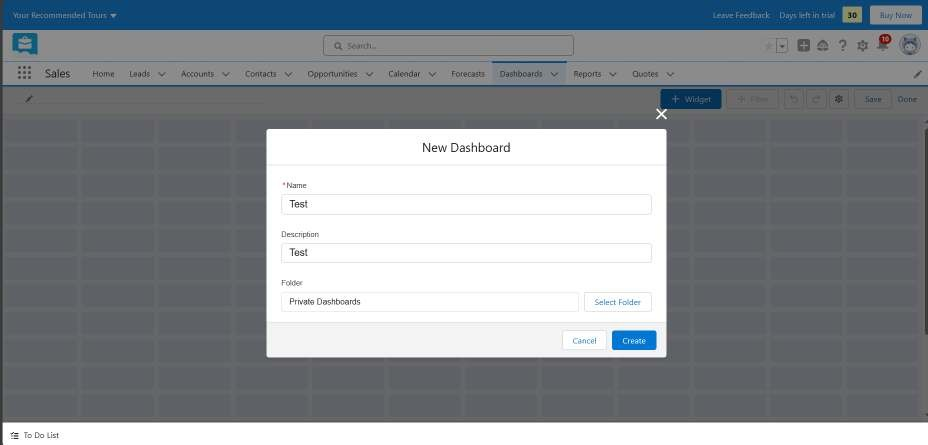 Your Recommended Tours
Leave Feedback
Days left in trial
30
Buy Now
Search...
10
Sales
Home
Leads
Accounts
Contacts
Opportunities
Calendar
Forecasts
Dashboards
Reports
Quotes
+ Widget
+ Filter
Save
Done
New Dashboard
*Name
Test
Description
Test
Folder
Private Dashboards
Select Folder
Cancel
Create
To Do List